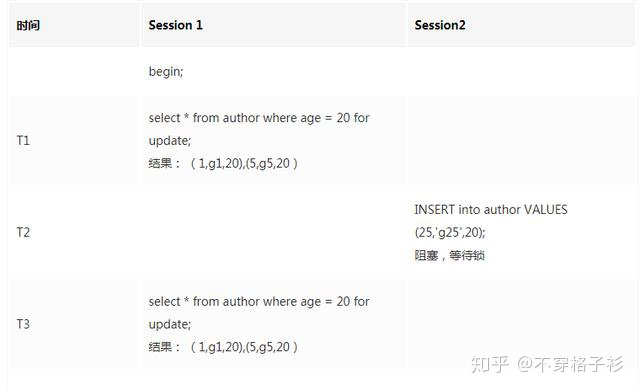 时间 Session 1 Session2
begin;
select * from author where age = 20 for
T1 update;
结果： （1,g1,20),(5,g5,20 ）
INSERT into author VALUES
T2 (25,'g25',20);
阻塞，等待锁
select * from author where age = 20 for
T3 update;
结果： （1,g1,20),(5,g5,20 ）
知乎 @不穿格子衫